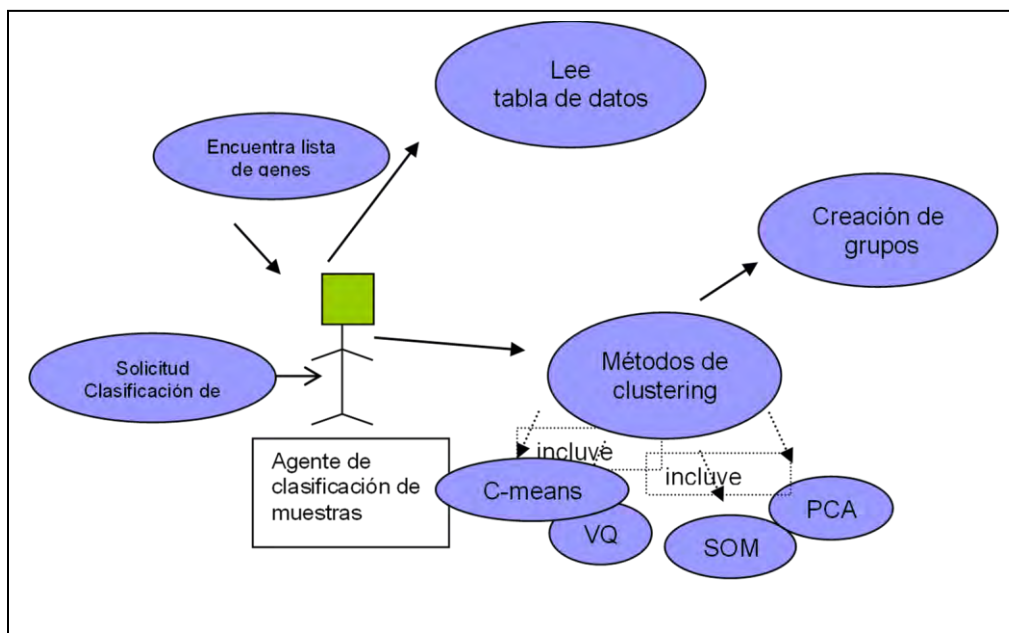 Lee
tabla de datos
Encuentra lista
de genes
Creación de
grupos
Solicitud
Clasificación de
Métodos de
clustering
incluye
incluye
Agente de
clasificación de
muestras
C-means
VQ
SOM
PCA